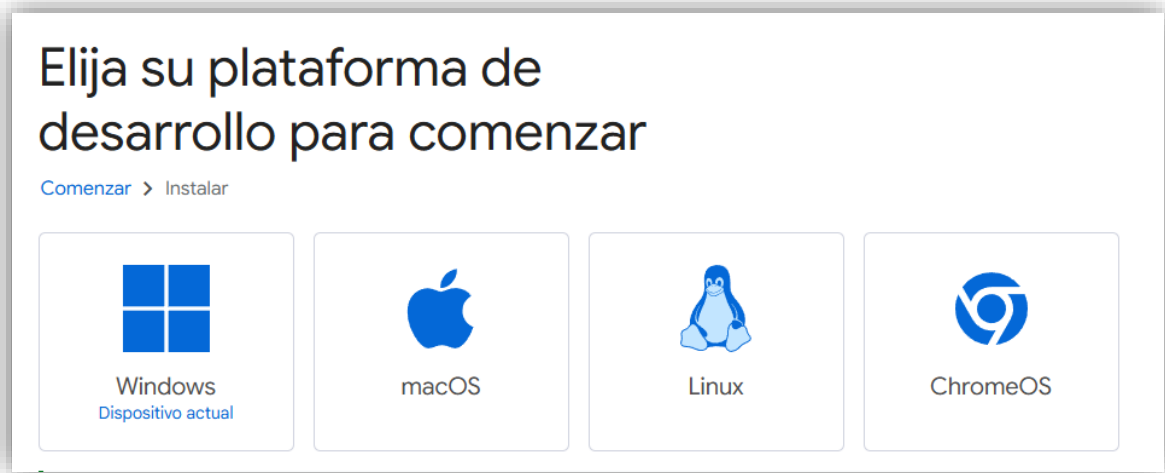 Elija su plataforma de
desarrollo para comenzar
Comenzar > Instalar
Windows
Dispositivo actual
macOS
Linux
ChromeOS